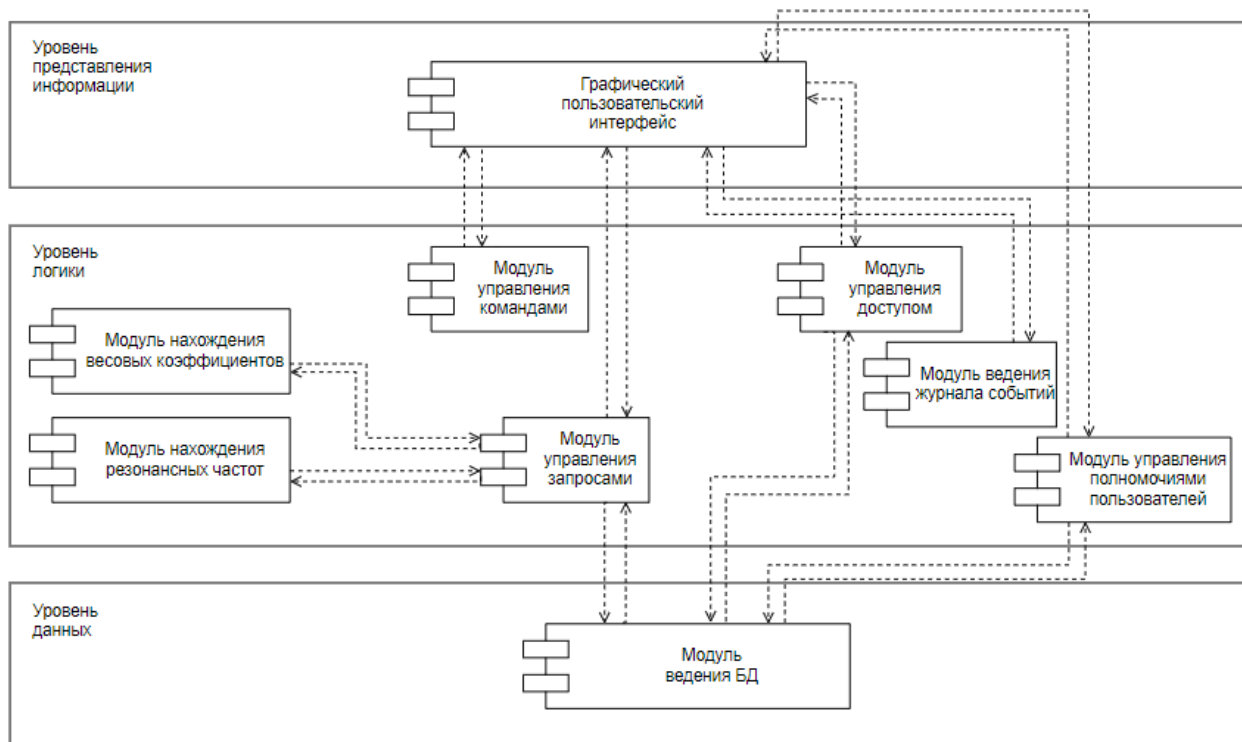 Уровень
представления
информации
Графический
пользовательский
интерфейс
Уровень
логики
Модуль
управления
командами
Модуль
управления
доступом
Модуль нахождения
весовых коэффициентов
Модуль ведения
журнала событий
Модуль нахождения
резонансных частот
Модуль
управления
запросами
Модуль управления
полномочиями
пользователей
Уровень
данных
Модуль
ведения БД